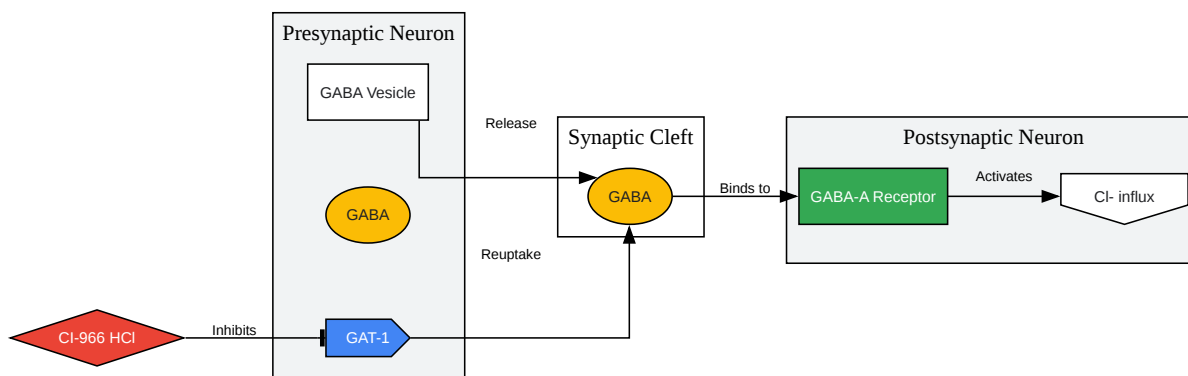 Presynaptic Neuron
GABA Vesicle
Release
Synaptic Cleft
Postsynaptic Neuron
GABA
GABA
Binds to
GABA-A Receptor
Activates
Cl- influx
Reuptake
CI-966 HCl
Inhibits
GAT-1